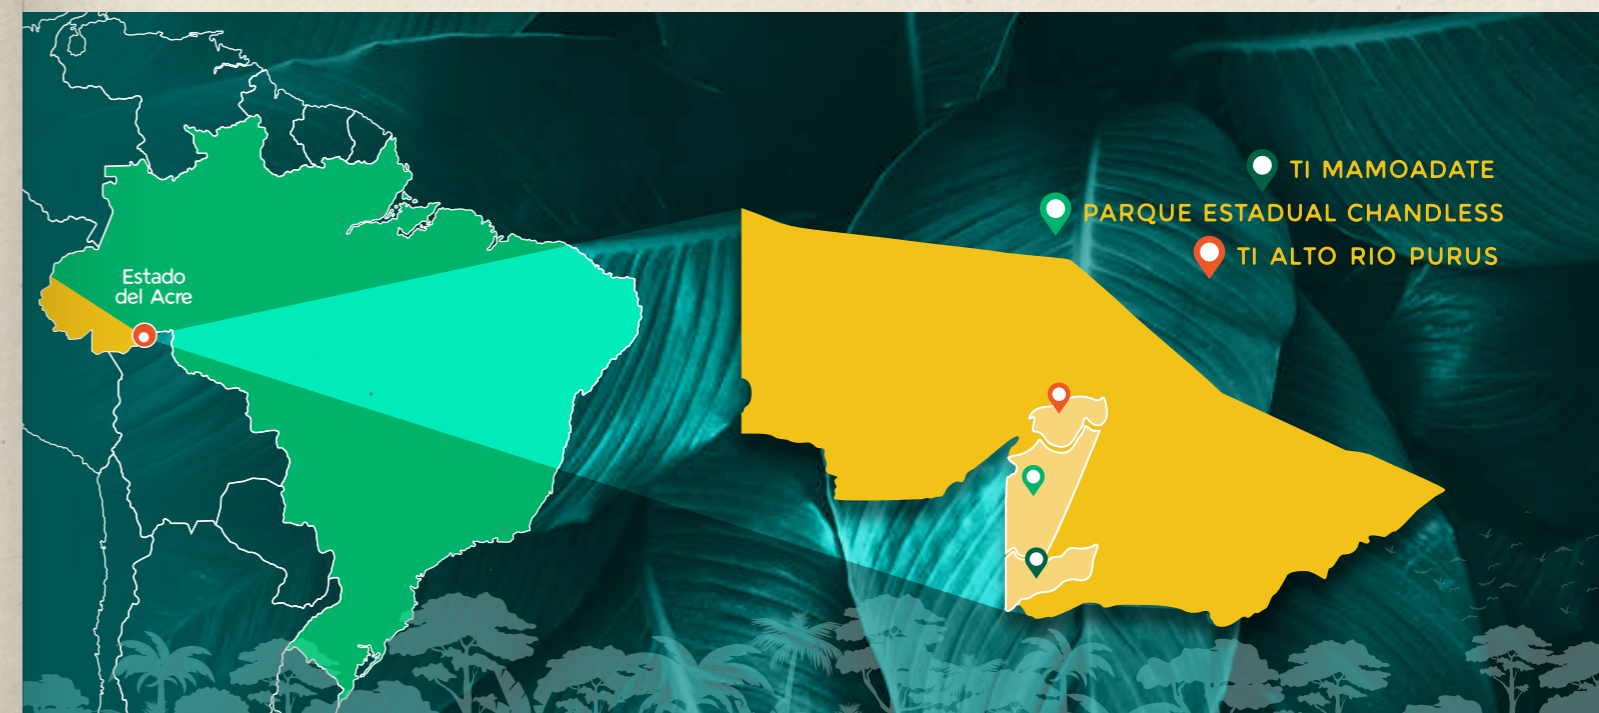 Estado
del Acre
TI MAMOADATE
PARQUE ESTADUAL CHANDLESS
TI ALTO RIO PURUS